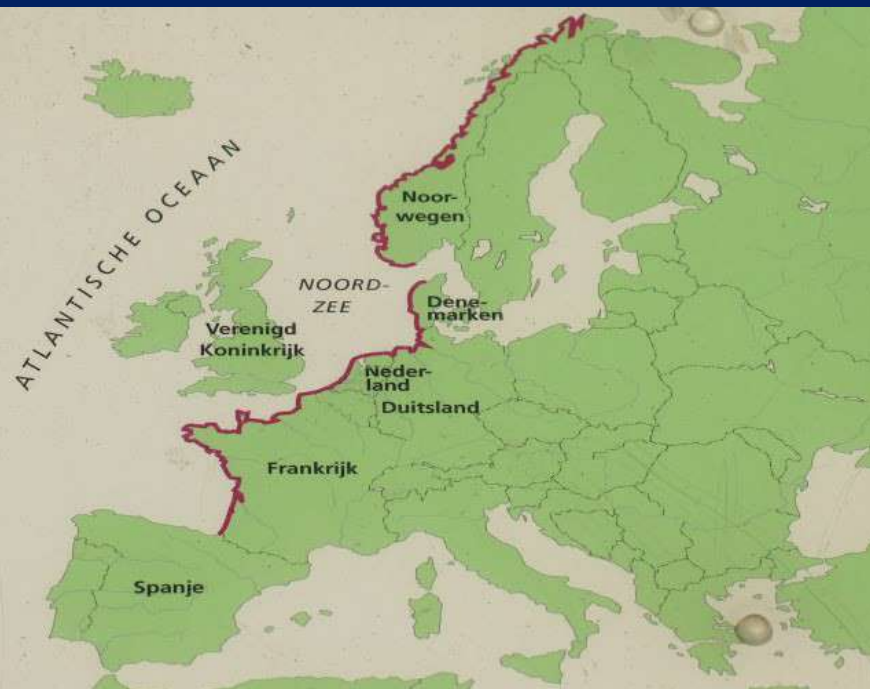 ATLANTISCHE OCEAAN
Noor-
wegen
NOORD-
ZEE
Dene-
marken
Verenigd
Koninkrijk
Neder-
land
Duitsland
Frankrijk
Spanje